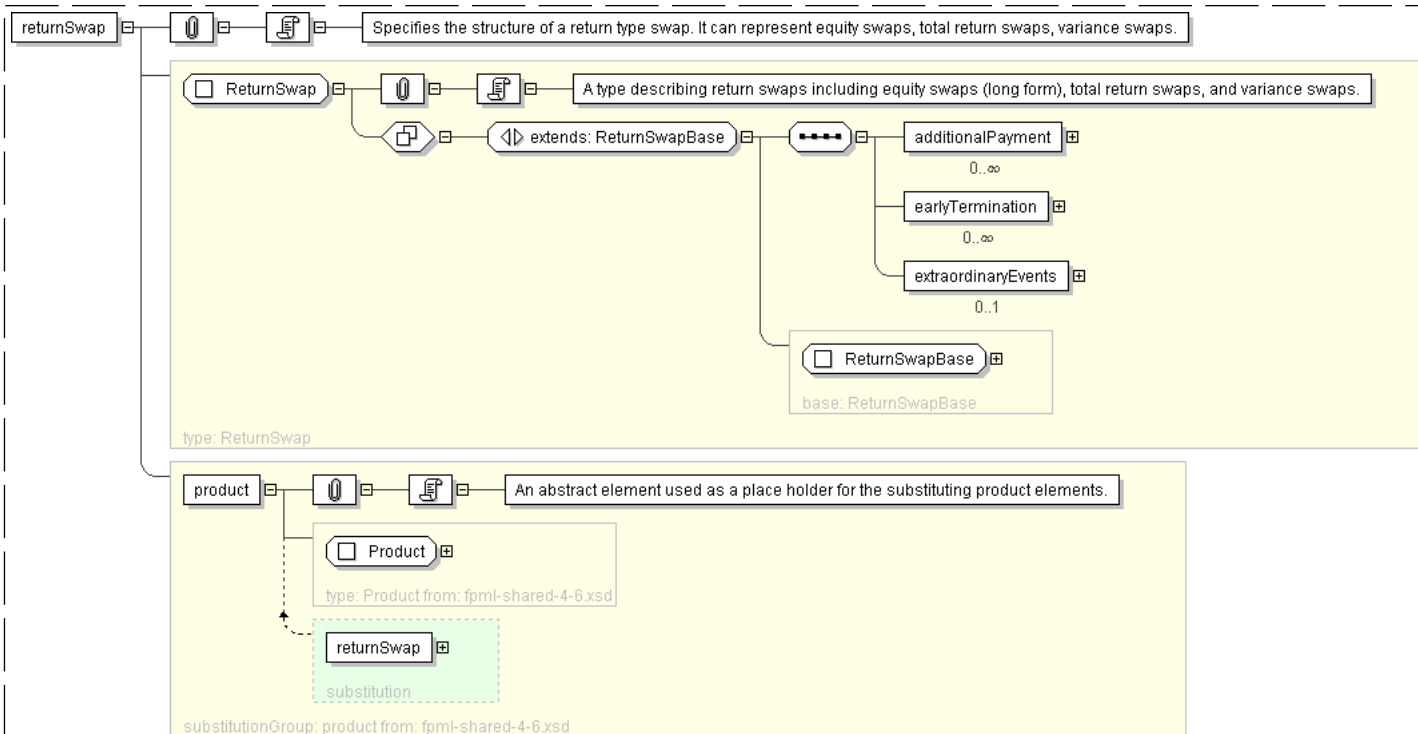 returnSwap
Specifies the structure of a return type swap. It can represent equity swaps, total return swaps, variance swaps.
ReturnSwap
A type describing return swaps including equity swaps (long form), total return swaps, and variance swaps.
extends: ReturnSwapBase
additionalPayment
0..∞
earlyTermination
0..∞
extraordinaryEvents
0..1
ReturnSwapBase
base: ReturnSwapBase
type: ReturnSwap
product
An abstract element used as a place holder for the substituting product elements.
Product
type: Product from: fpml-shared-4-6.xsd
returnSwap
substitution
substitutionGroup: product from: fpml-shared-4-6.xsd